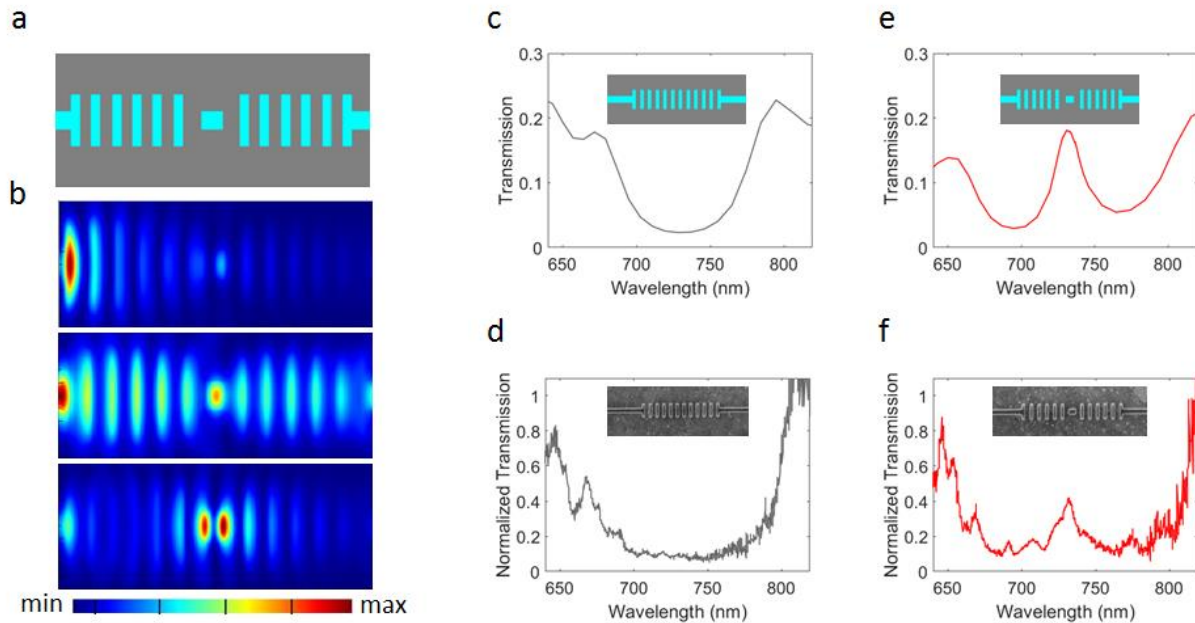 a
b
min max
c
0.3
0.2
0.1
0
Transmission
650 700 750 800
Wavelength (nm)
d
1
0.8
0.6
0.4
0.2
0
Normalized Transmission
650 700 750 800
Wavelength (nm)
e
0.3
0.2
0.1
0
Transmission
650 700 750 800
Wavelength (nm)
f
1
0.8
0.6
0.4
0.2
0
Normalized Transmission
650 700 750 800
Wavelength (nm)